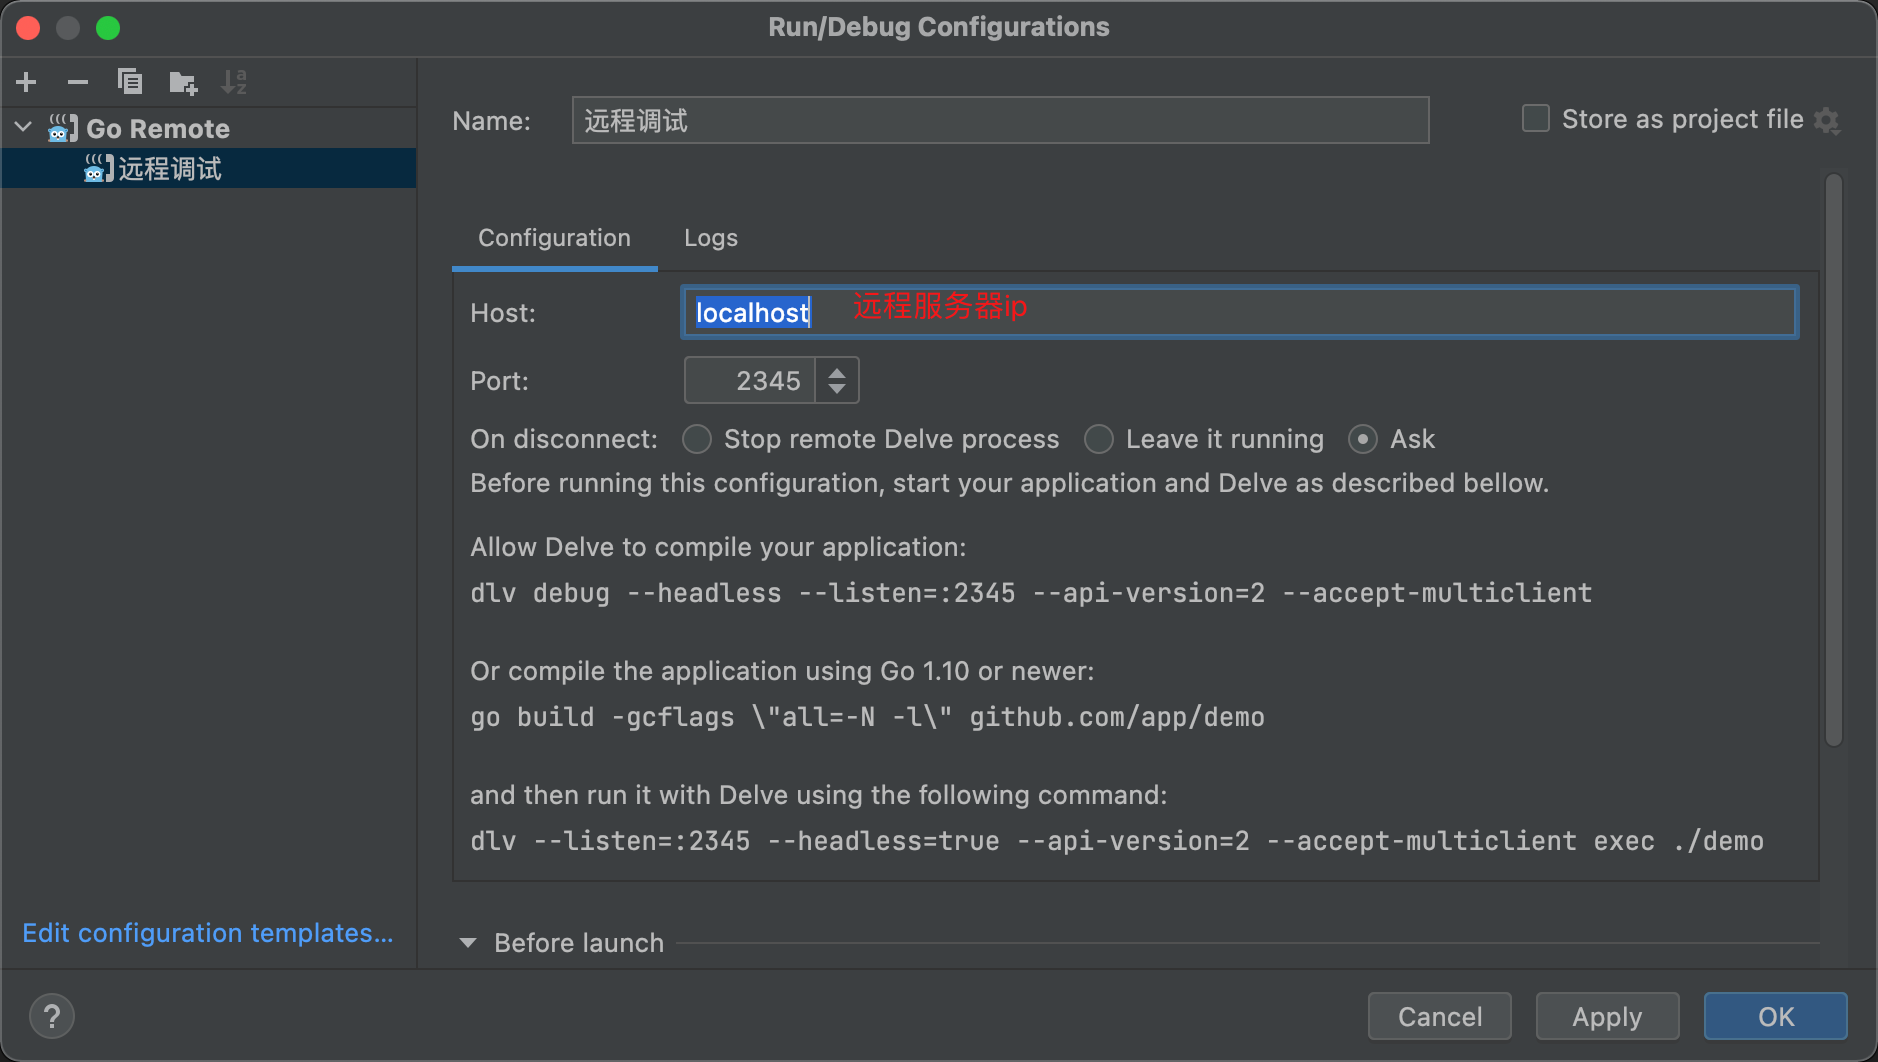 Run/Debug Configurations
Go Remote
远程调试
Edit configuration templates...
Name: 远程调试
Store as project file
Configuration Logs
Host: localhost 远程服务器ip
Port: 2345
On disconnect: Stop remote Delve process Leave it running Ask
Before running this configuration, start your application and Delve as described bellow.
Allow Delve to compile your application:
dlv debug --headless --listen=:2345 --api-version=2 --accept-multiclient
Or compile the application using Go 1.10 or newer:
go build -gcflags \"all=-N -l\" github.com/app/demo
and then run it with Delve using the following command:
dlv --listen=:2345 --headless=true --api-version=2 --accept-multiclient exec ./demo
Before launch
? Cancel Apply OK